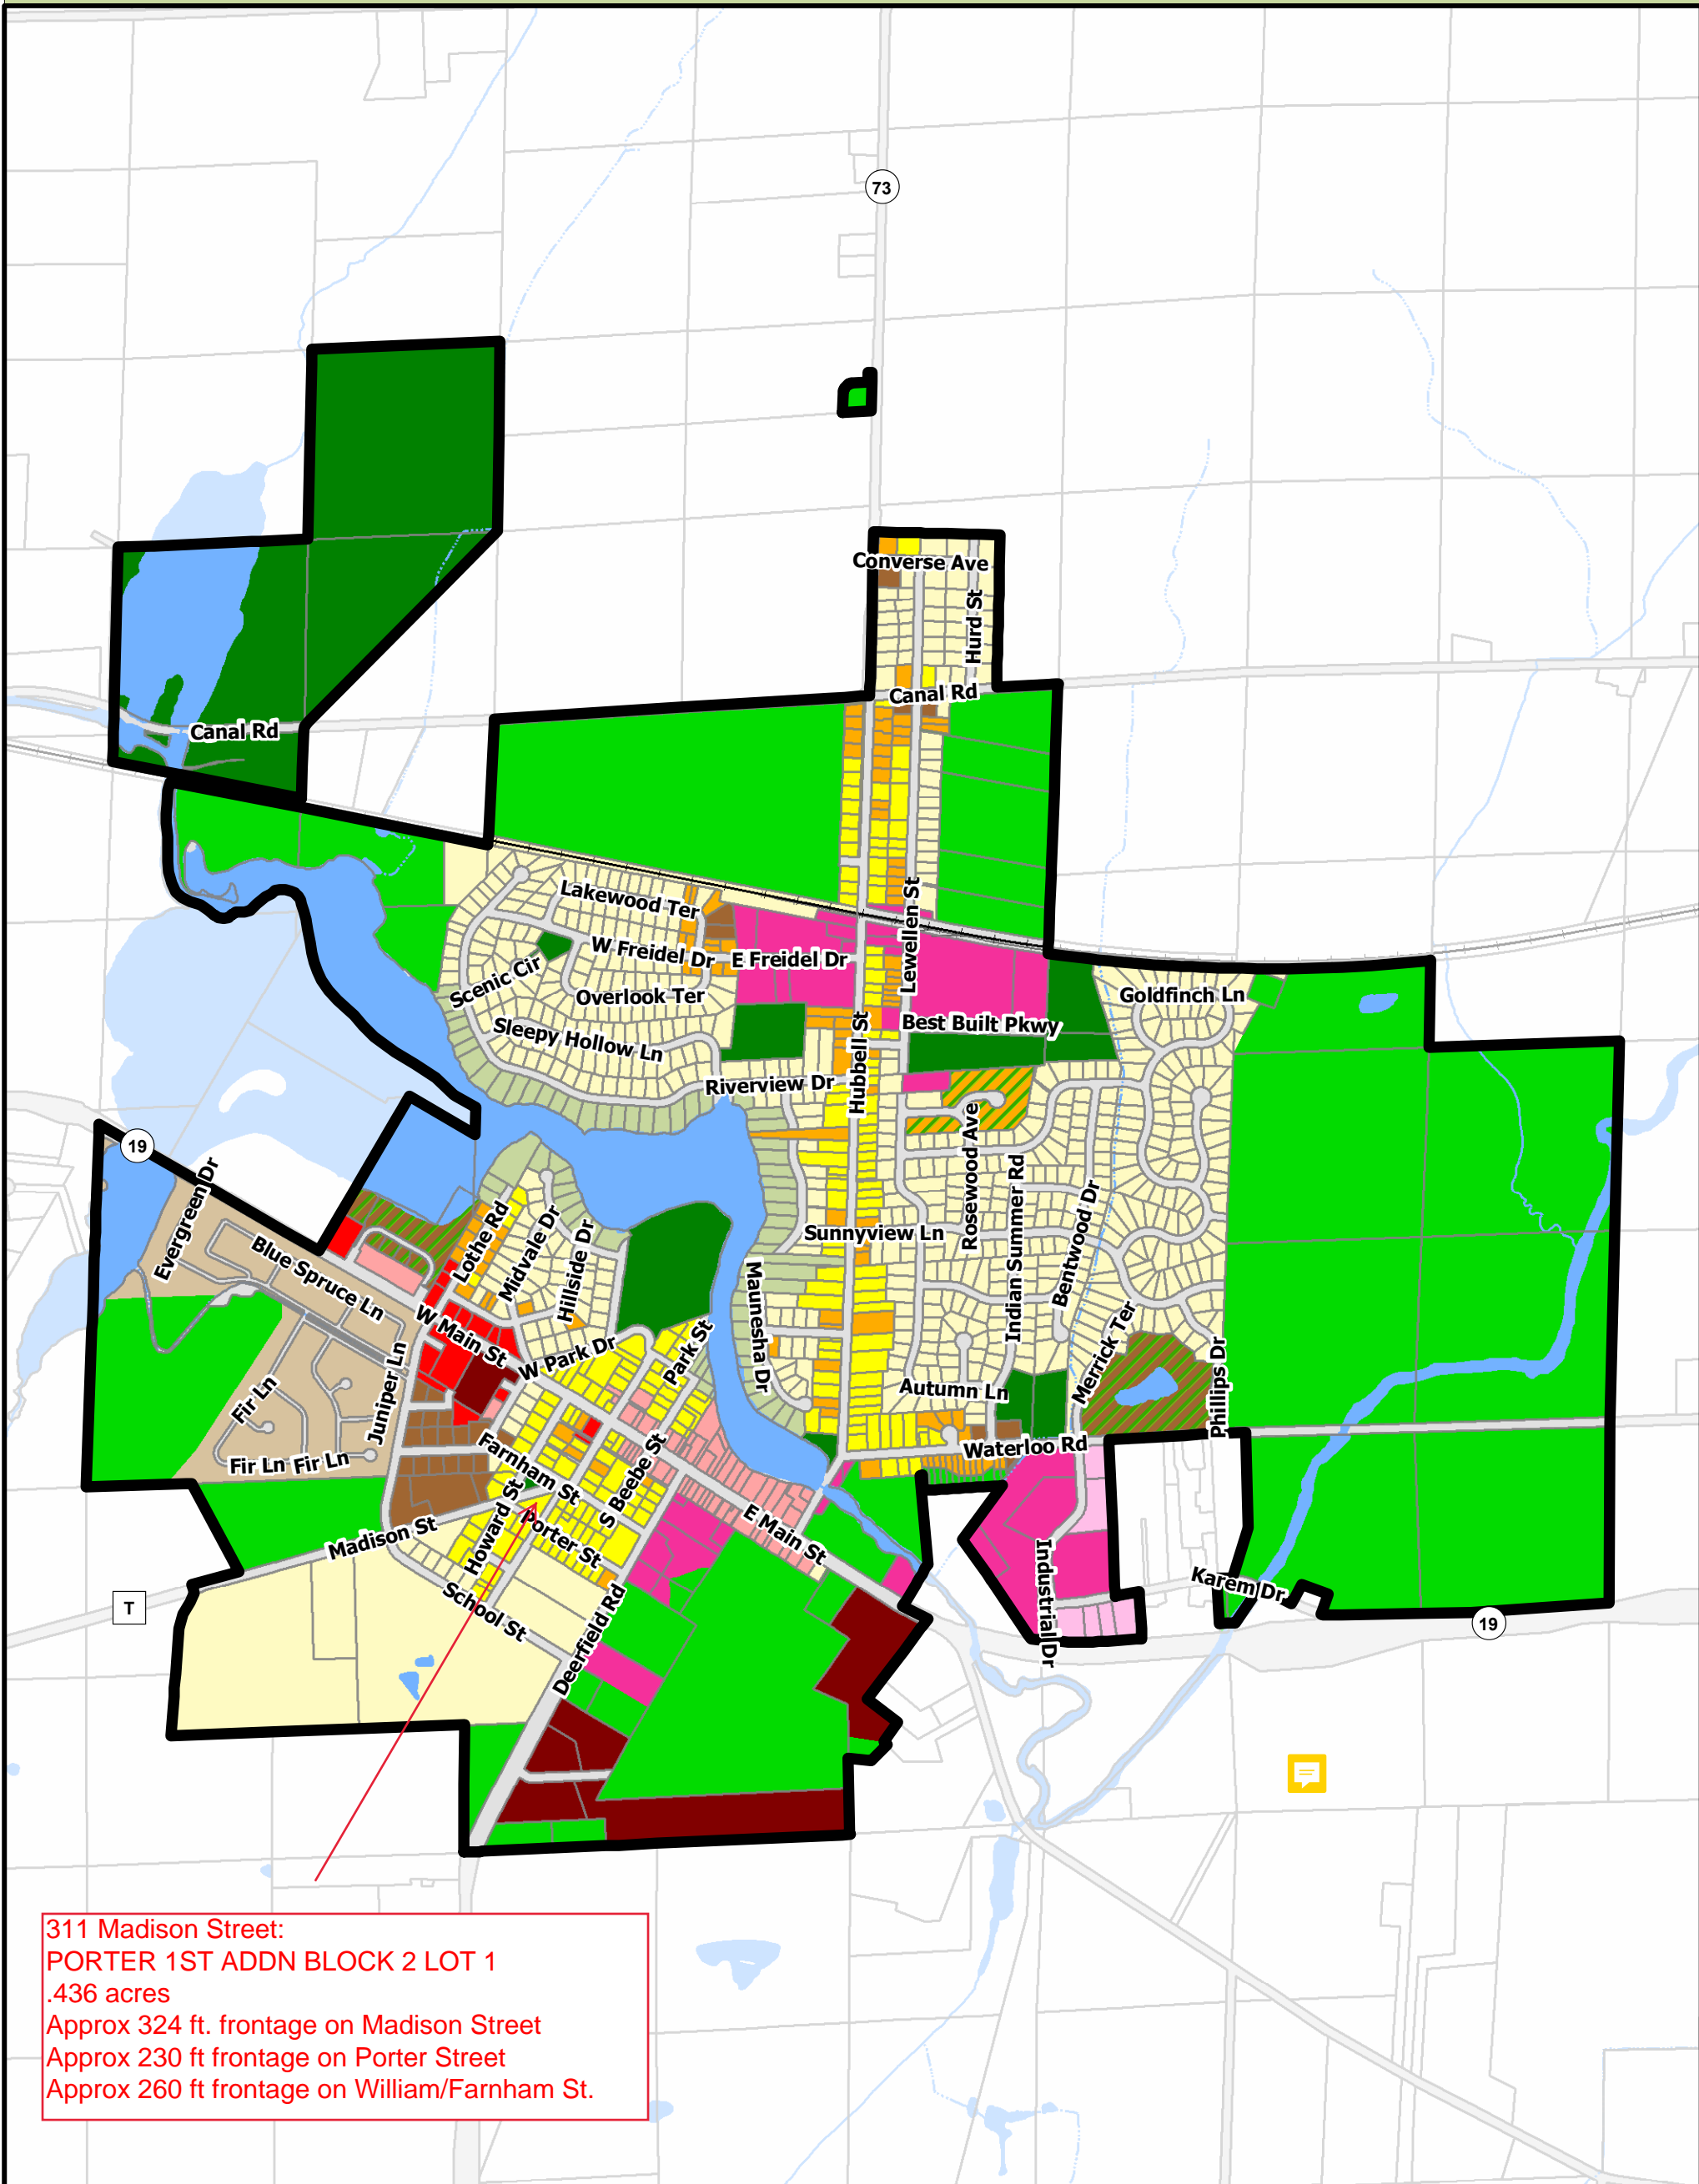 73
Converse Ave
Hurd St
Canal Rd
Canal Rd
Lakewood Ter
Lewellen St
W Freidel Dr
E Freidel Dr
Scenic Cir
Overlook Ter
Goldfinch Ln
Best Built Pkwy
Sleepy Hollow Ln
Hubbell St
Riverview Dr
19
Evergreen Dr
Rosewood Ave
Indian Summer Rd
Bentwood Dr
Lothe Rd
Midvale Dr
Hillside Dr
Sunnyview Ln
Blue Spruce Ln
Maunesha Dr
W Main St
W Park Dr
Park St
Merrick Ter
Phillips Dr
Juniper Ln
Fir Ln
Autumn Ln
Fir Ln
Fir Ln
Farnham St
S Beebe St
Waterloo Rd
Howard St
Madison St
Porter St
E Main St
Industrial Dr
Karem Dr
T
School St
Deerfield Rd
19
311 Madison Street:
PORTER 1ST ADDN BLOCK 2 LOT 1
.436 acres
Approx 324 ft. frontage on Madison Street
Approx 230 ft frontage on Porter Street
Approx 260 ft frontage on William/Farnham St.